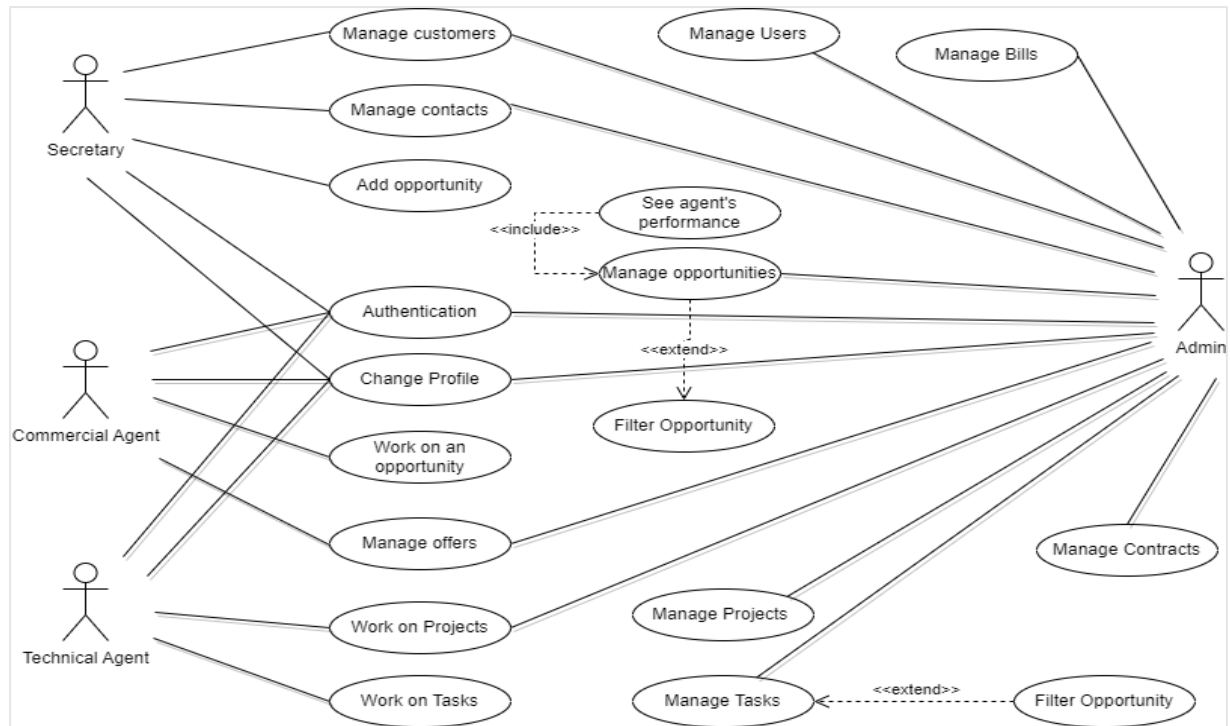 Manage customers
Manage Users
Manage Bills
Manage contacts
Secretary
Add opportunity
See agent's
performance
<<include>>
Manage opportunities
Authentication
<<extend>>
Admin
Change Profile
Commercial Agent
Filter Opportunity
Work on an
opportunity
Manage offers
Manage Contracts
Work on Projects
Manage Projects
Technical Agent
Work on Tasks
Manage Tasks
<<extend>>
Filter Opportunity